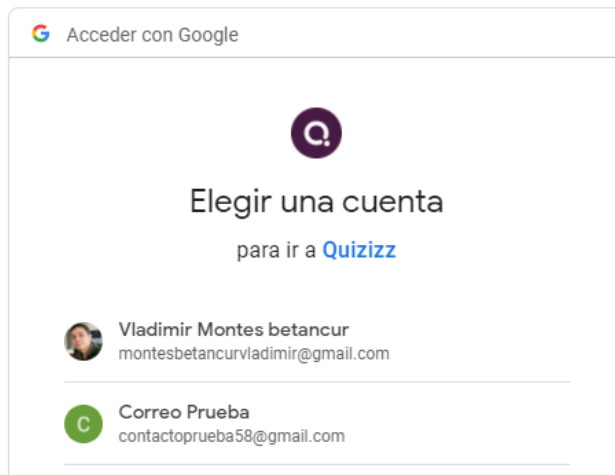 Acceder con Google
Elegir una cuenta
para ir a Quizizz
Vladimir Montes betancur
montesbetancurvladimir@gmail.com
C
Correo Prueba
contactoprueba58@gmail.com